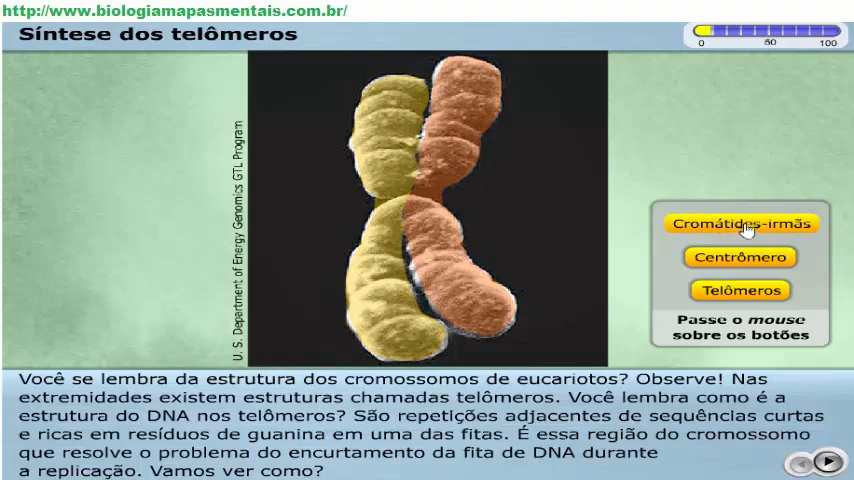 http://www.biologiamapasmentais.com.br/
Síntese dos telômeros
0 50 100
U. S. Department of Energy Genomics GTL Program
Cromátides-irmãs
Centrômero
Telômeros
Passe o mouse
sobre os botões
Você se lembra da estrutura dos cromossomos de eucariotos? Observe! Nas
extremidades existem estruturas chamadas telômeros. Você lembra como é a
estrutura do DNA nos telômeros? São repetições adjacentes de sequências curtas
e ricas em resíduos de guanina em uma das fitas. É essa região do cromossomo
que resolve o problema do encurtamento da fita de DNA durante
a replicação. Vamos ver como?